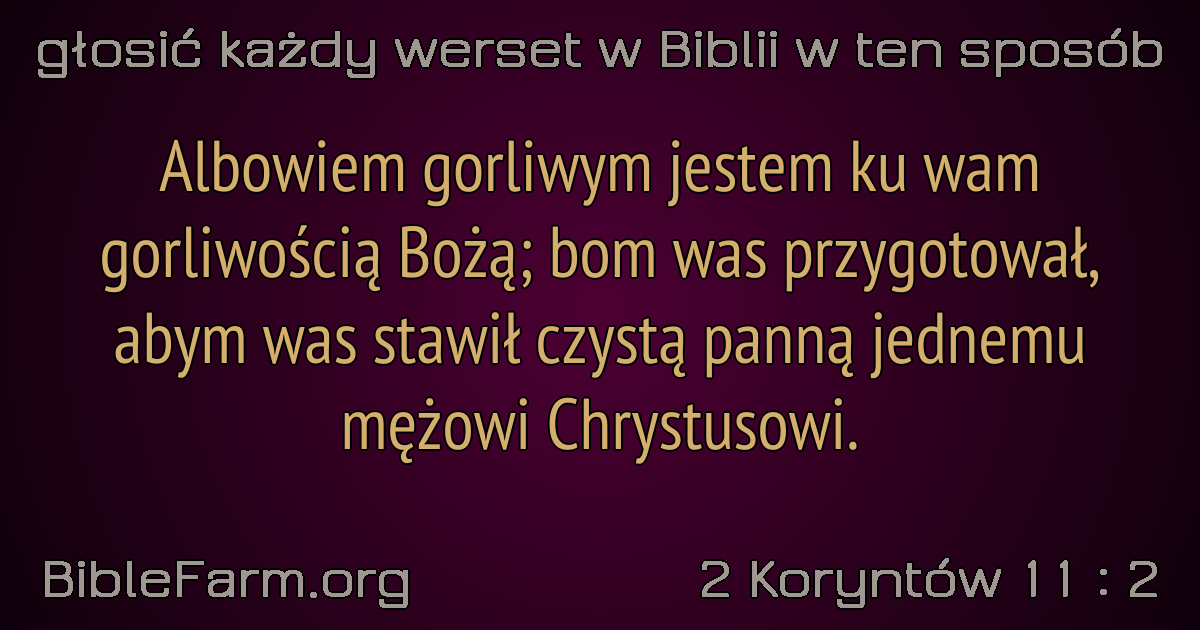 głosić każdy werset w Biblii w ten sposób
Albowiem gorliwym jestem ku wam
gorliwością Bożą; bom was przygotował,
abym was stawił czystą panną jednemu
mężowi Chrystusowi.
BibleFarm.org
2 Koryntów 11 : 2